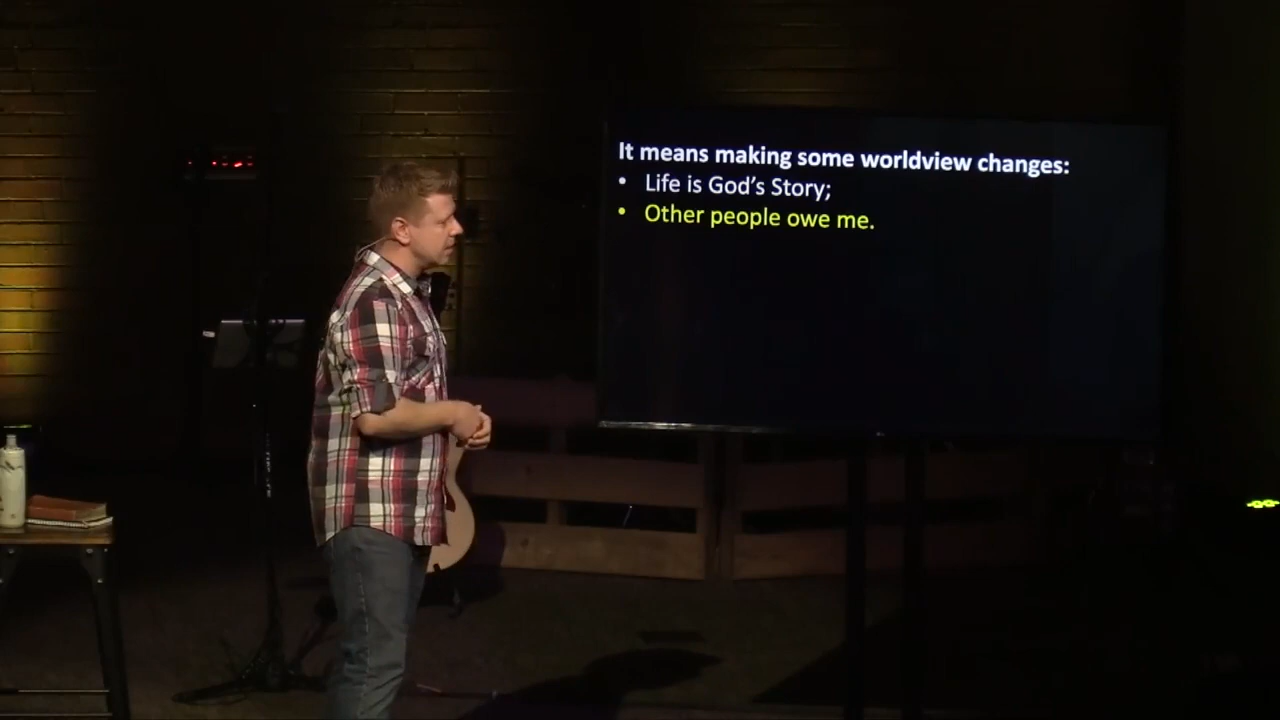 It means making some worldview changes:
• Life is God's Story;
• Other people owe me.